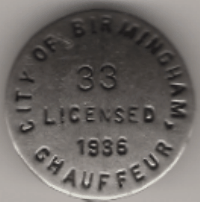 CITY OF BIRMINGHAM,
33
LICENSED
1936
CHAUFFEUR